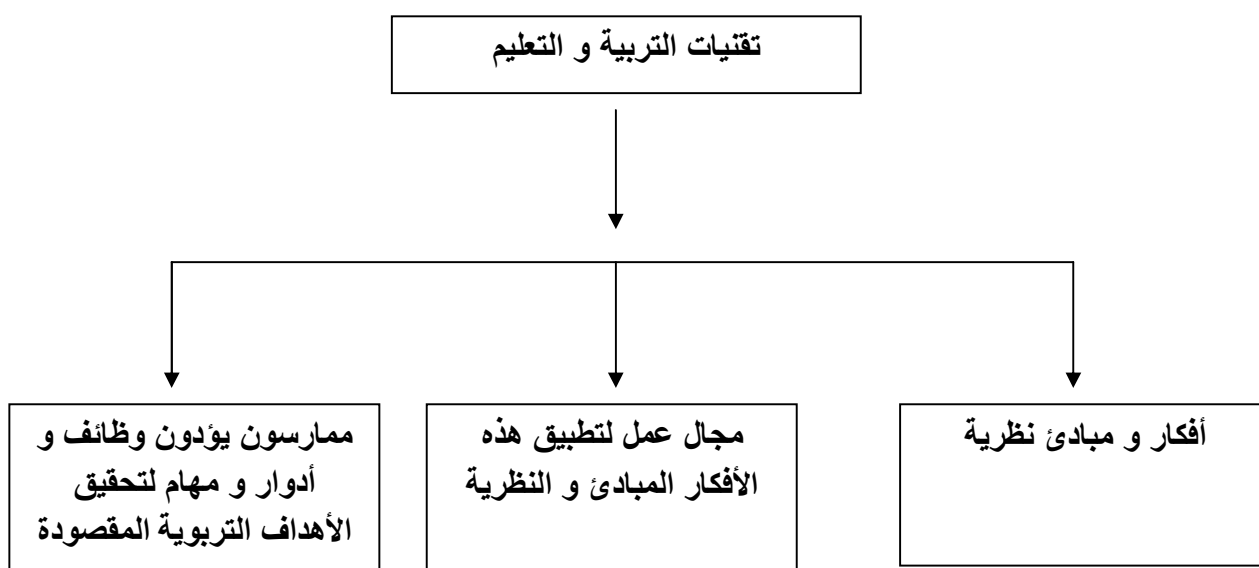 تقنيات التربية و التعليم
أفكار و مبادئ نظرية
مجال عمل لتطبيق هذه
الأفكار المبادئ و النظرية
ممارسون يؤدون وظائف و
أدوار و مهام لتحقيق
الأهداف التربوية المقصودة